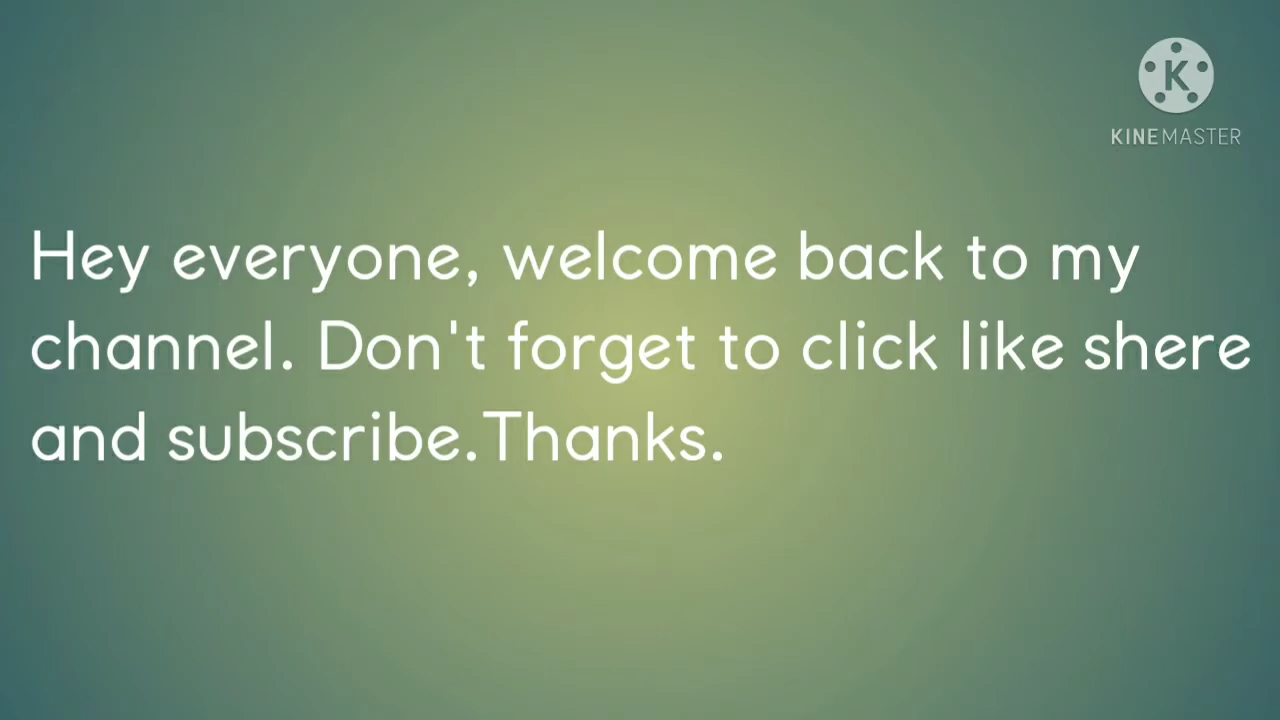 K
KINEMASTER
Hey everyone, welcome back to my
channel. Don't forget to click like shere
and subscribe.Thanks.